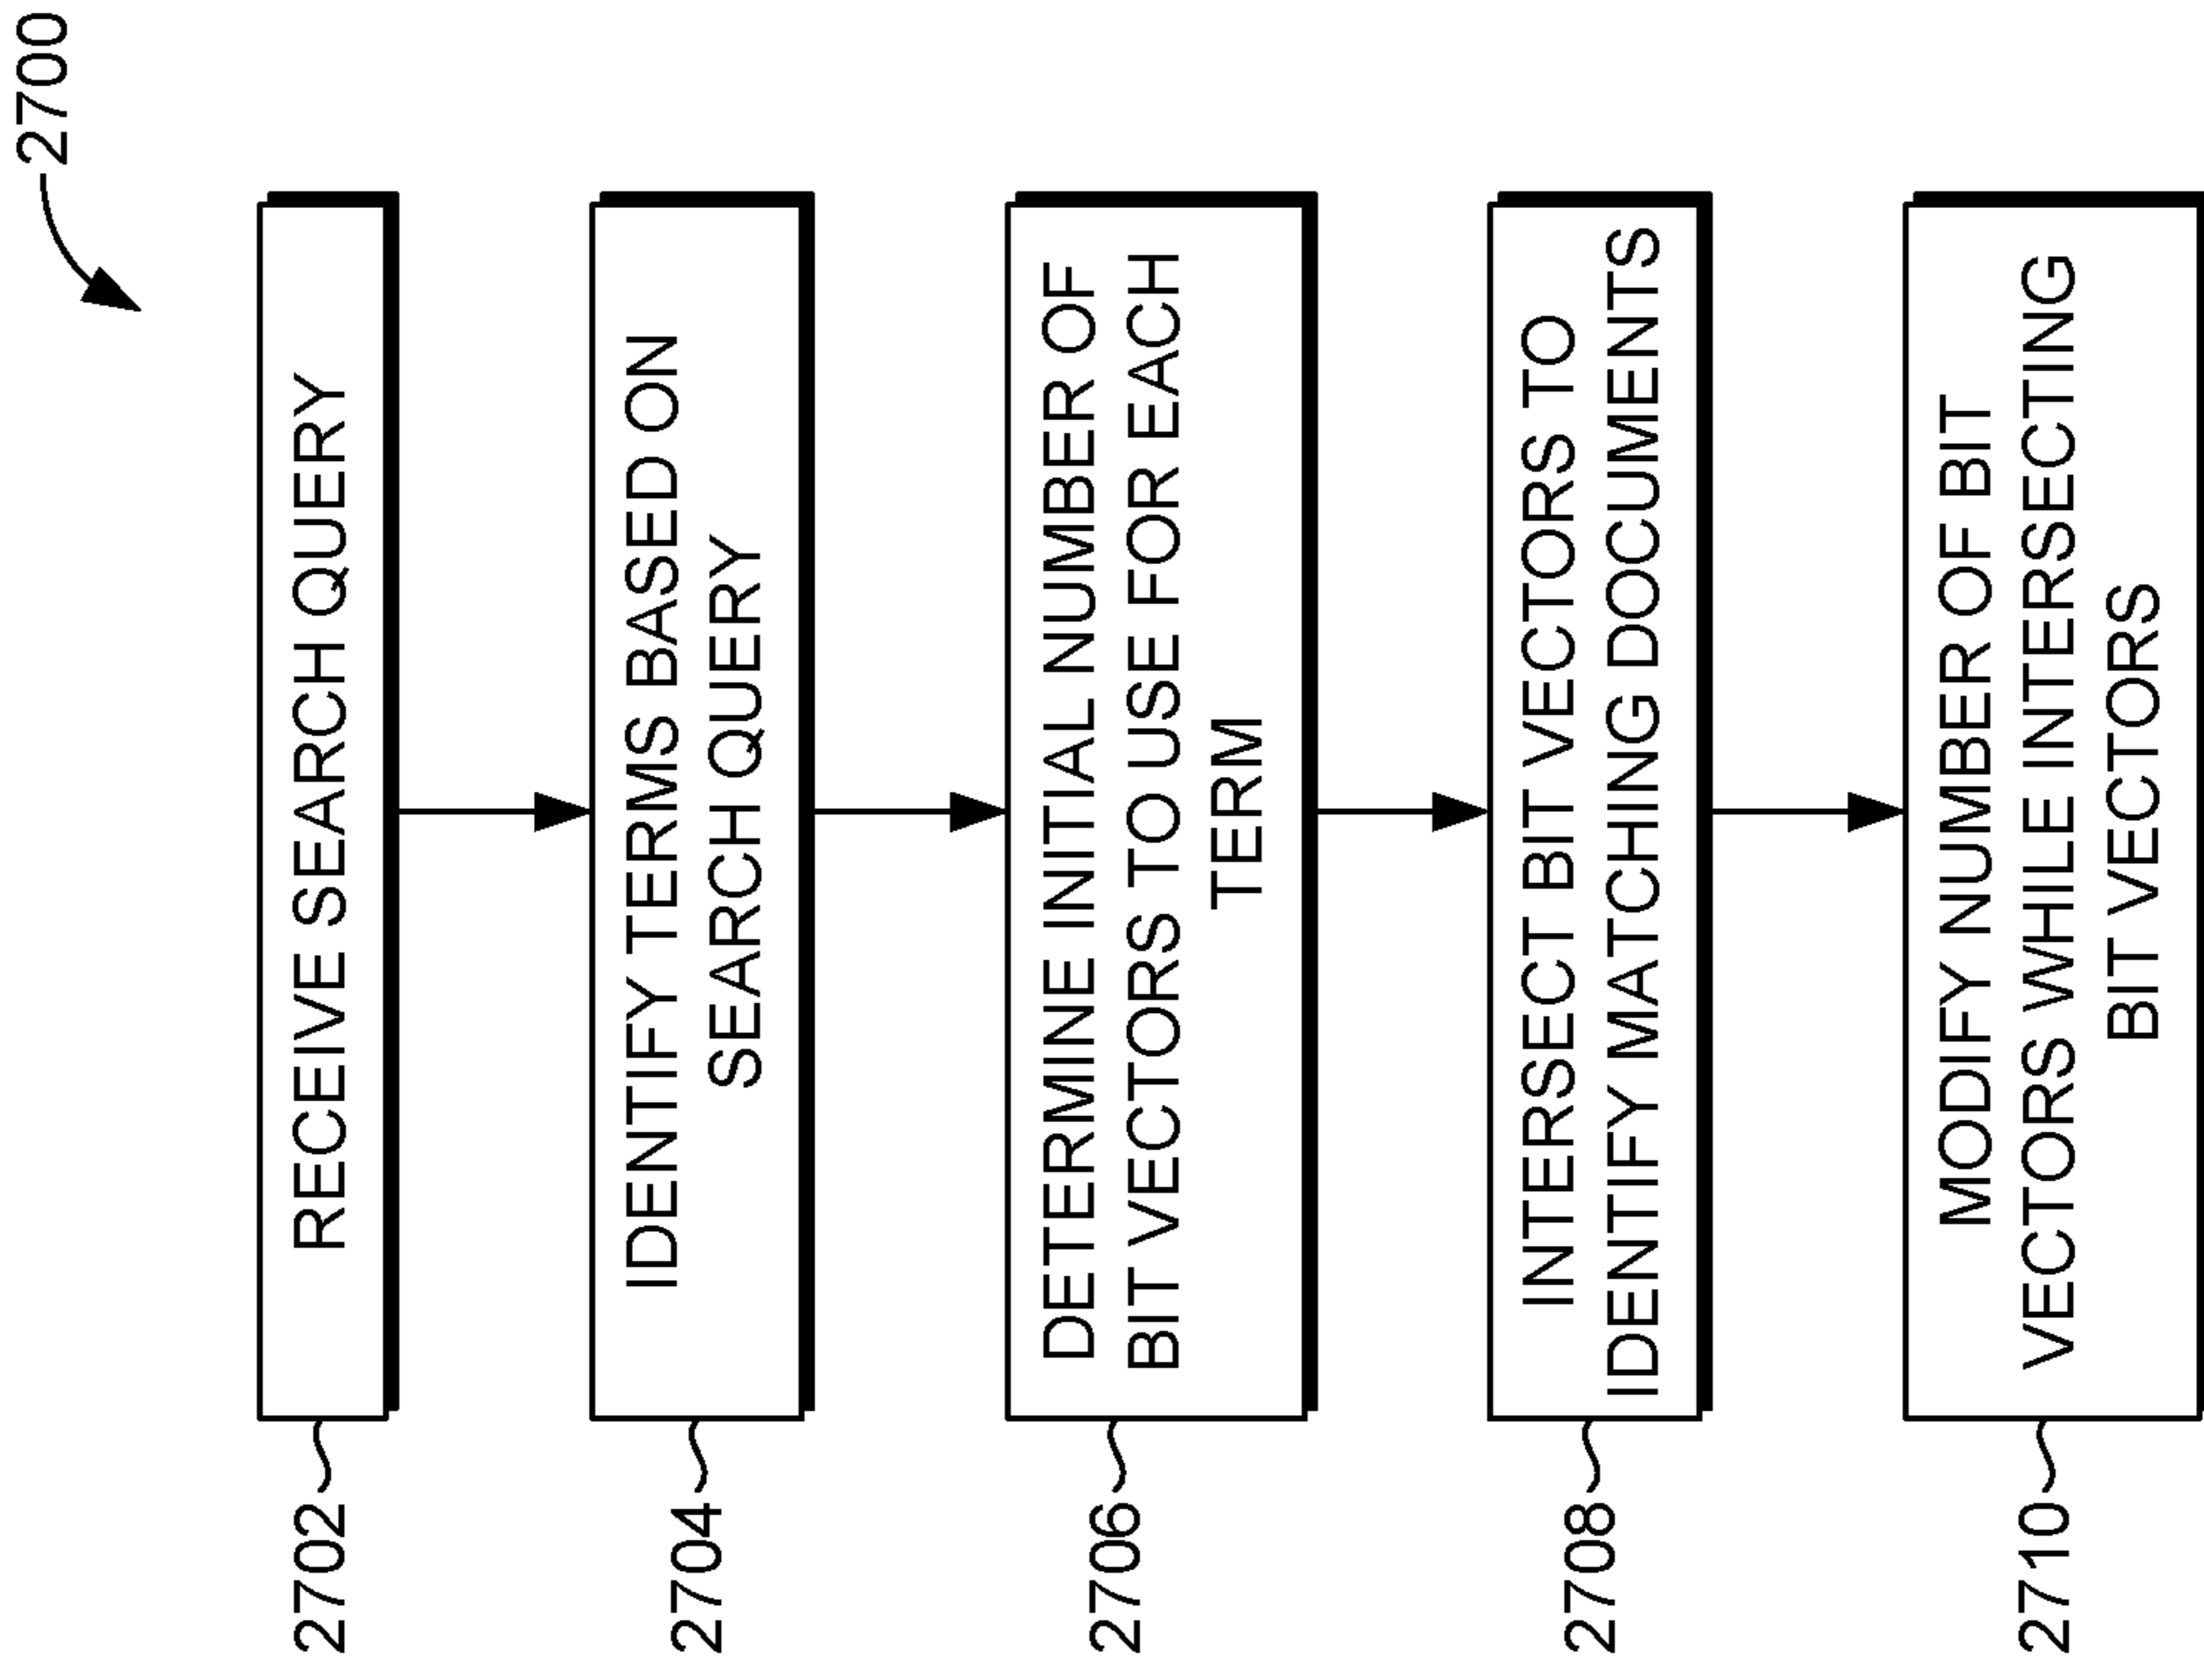 2700
2702
RECEIVE SEARCH QUERY
2704
IDENTIFY TERMS BASED ON
SEARCH QUERY
2706
DETERMINE INITIAL NUMBER OF
BIT VECTORS TO USE FOR EACH
TERM
2708
INTERSECT BIT VECTORS TO
IDENTIFY MATCHING DOCUMENTS
2710
MODIFY NUMBER OF BIT
VECTORS WHILE INTERSECTING
BIT VECTORS